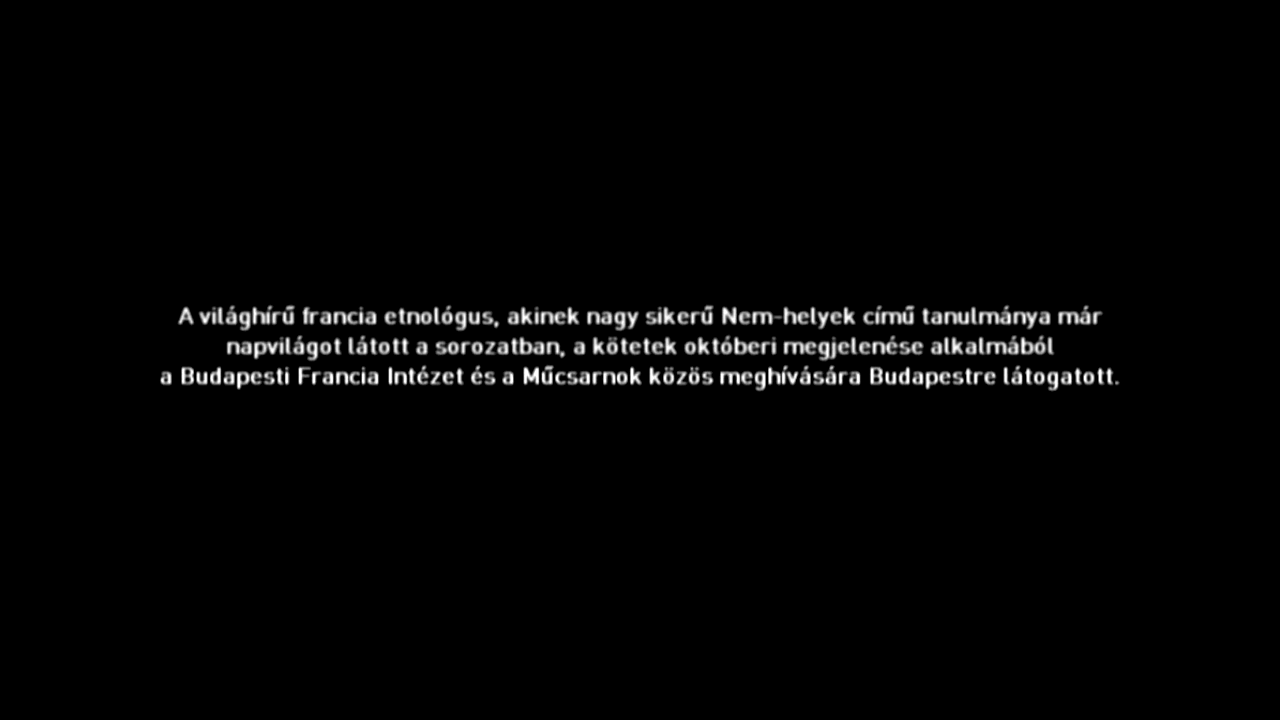 A világhírű francia etnológus, akinek nagy sikerű Nem-helyek című tanulmánya már
napvilágot látott a sorozatban, a kötetek októberi megjelenése alkalmából
a Budapesti Francia Intézet és a Műcsarnok közös meghívására Budapestre látogatott.